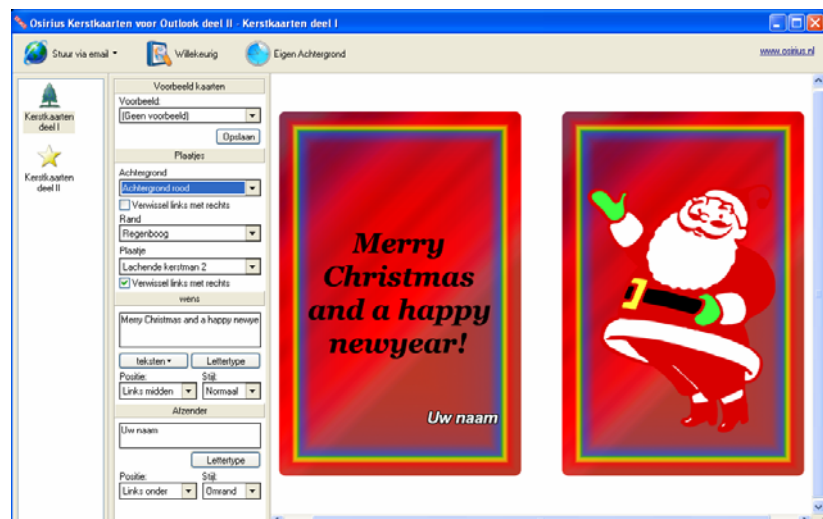 Osirius Kerstkaarten voor Outlook deel II - Kerstkaarten deel I
Stuur via email
Willekeurig
Eigen Achtergrond
www.osirius.nl
Kerstkaarten
deel I
Kerstkaarten
deel II
Voorbeeld kaarten
Voorbeeld:
(Geen voorbeeld)
Opslaan
Plaatjes
Achtergrond
Achtergrond rood
Verwissel links met rechts
Rand
Regenboog
Plaatje
Lachende kerstman 2
Verwissel links met rechts
wens
Merry Christmas and a happy newye
teksten
Lettertype
Positie:
Stijl:
Links midden
Normaal
Afzender
Uw naam
Lettertype
Positie:
Stijl:
Links onder
Omrand
Merry
Christmas
and a happy
newyear!
Uw naam